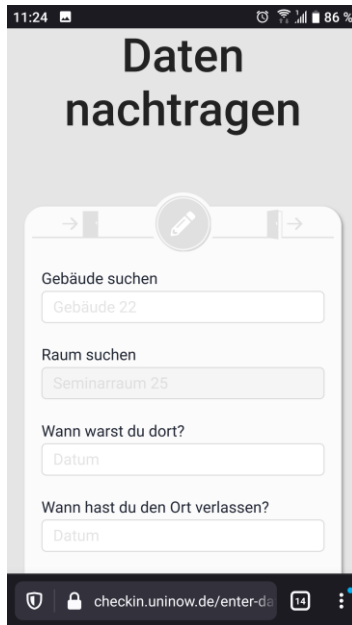 11:24
86 %
Daten
nachtragen
Gebäude suchen
Gebäude 22
Raum suchen
Seminarraum 25
Wann warst du dort?
Datum
Wann hast du den Ort verlassen?
Datum
checkin.uninow.de/enter-da
14